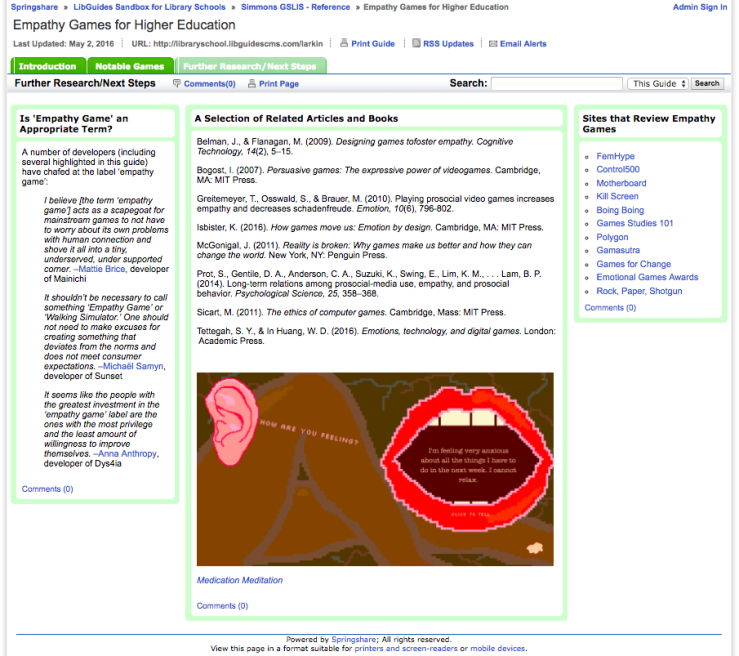 Springshare » LibGuides Sandbox for Library Schools » Simmons GSLIS - Reference » Empathy Games for Higher Education
Admin Sign In
Empathy Games for Higher Education
Last Updated: May 2, 2016 URL: http://libraryschool.libguidescms.com/larkin Print Guide RSS Updates Email Alerts
Introduction Notable Games Further Research/Next Steps
Further Research/Next Steps Comments(0) Print Page Search: This Guide Search
Is 'Empathy Game' an
Appropriate Term?
A number of developers (including
several highlighted in this guide)
have chafed at the label 'empathy
game':
I believe [the term 'empathy
game'] acts as a scapegoat for
mainstream games to not have
to worry about its own problems
with human connection and
shove it all into a tiny,
underserved, under supported
corner. –Mattie Brice, developer
of Mainichi
It shouldn't be necessary to call
something 'Empathy Game' or
'Walking Simulator.' One should
not need to make excuses for
creating something that
deviates from the norms and
does not meet consumer
expectations. –Michaël Samyn,
developer of Sunset
It seems like the people with
the greatest investment in the
'empathy game' label are the
ones with the most privilege
and the least amount of
willingness to improve
themselves. –Anna Anthropy,
developer of Dys4ia
Comments (0)
A Selection of Related Articles and Books
Belman, J., & Flanagan, M. (2009). Designing games tofoster empathy. Cognitive
Technology, 14(2), 5–15.
Bogost, I. (2007). Persuasive games: The expressive power of videogames. Cambridge,
MA: MIT Press.
Greitemeyer, T., Osswald, S., & Brauer, M. (2010). Playing prosocial video games increases
empathy and decreases schadenfreude. Emotion, 10(6), 796-802.
Isbister, K. (2016). How games move us: Emotion by design. Cambridge, MA: MIT Press.
McGonigal, J. (2011). Reality is broken: Why games make us better and how they can
change the world. New York, NY: Penguin Press.
Prot, S., Gentile, D. A., Anderson, C. A., Suzuki, K., Swing, E., Lim, K. M., . . . Lam, B. P.
(2014). Long-term relations among prosocial-media use, empathy, and prosocial
behavior. Psychological Science, 25, 358–368.
Sicart, M. (2011). The ethics of computer games. Cambridge, Mass: MIT Press.
Tettegah, S. Y., & In Huang, W. D. (2016). Emotions, technology, and digital games. London:
Academic Press.
HOW ARE YOU FEELING?
I'm feeling very anxious
about all the things I have to
do in the next week. I cannot
relax.
CLICK TO TELL
Medication Meditation
Comments (0)
Sites that Review Empathy
Games
FemHype
Control500
Motherboard
Kill Screen
Boing Boing
Games Studies 101
Polygon
Gamasutra
Games for Change
Emotional Games Awards
Rock, Paper, Shotgun
Comments (0)
Powered by Springshare; All rights reserved.
View this page in a format suitable for printers and screen-readers or mobile devices.